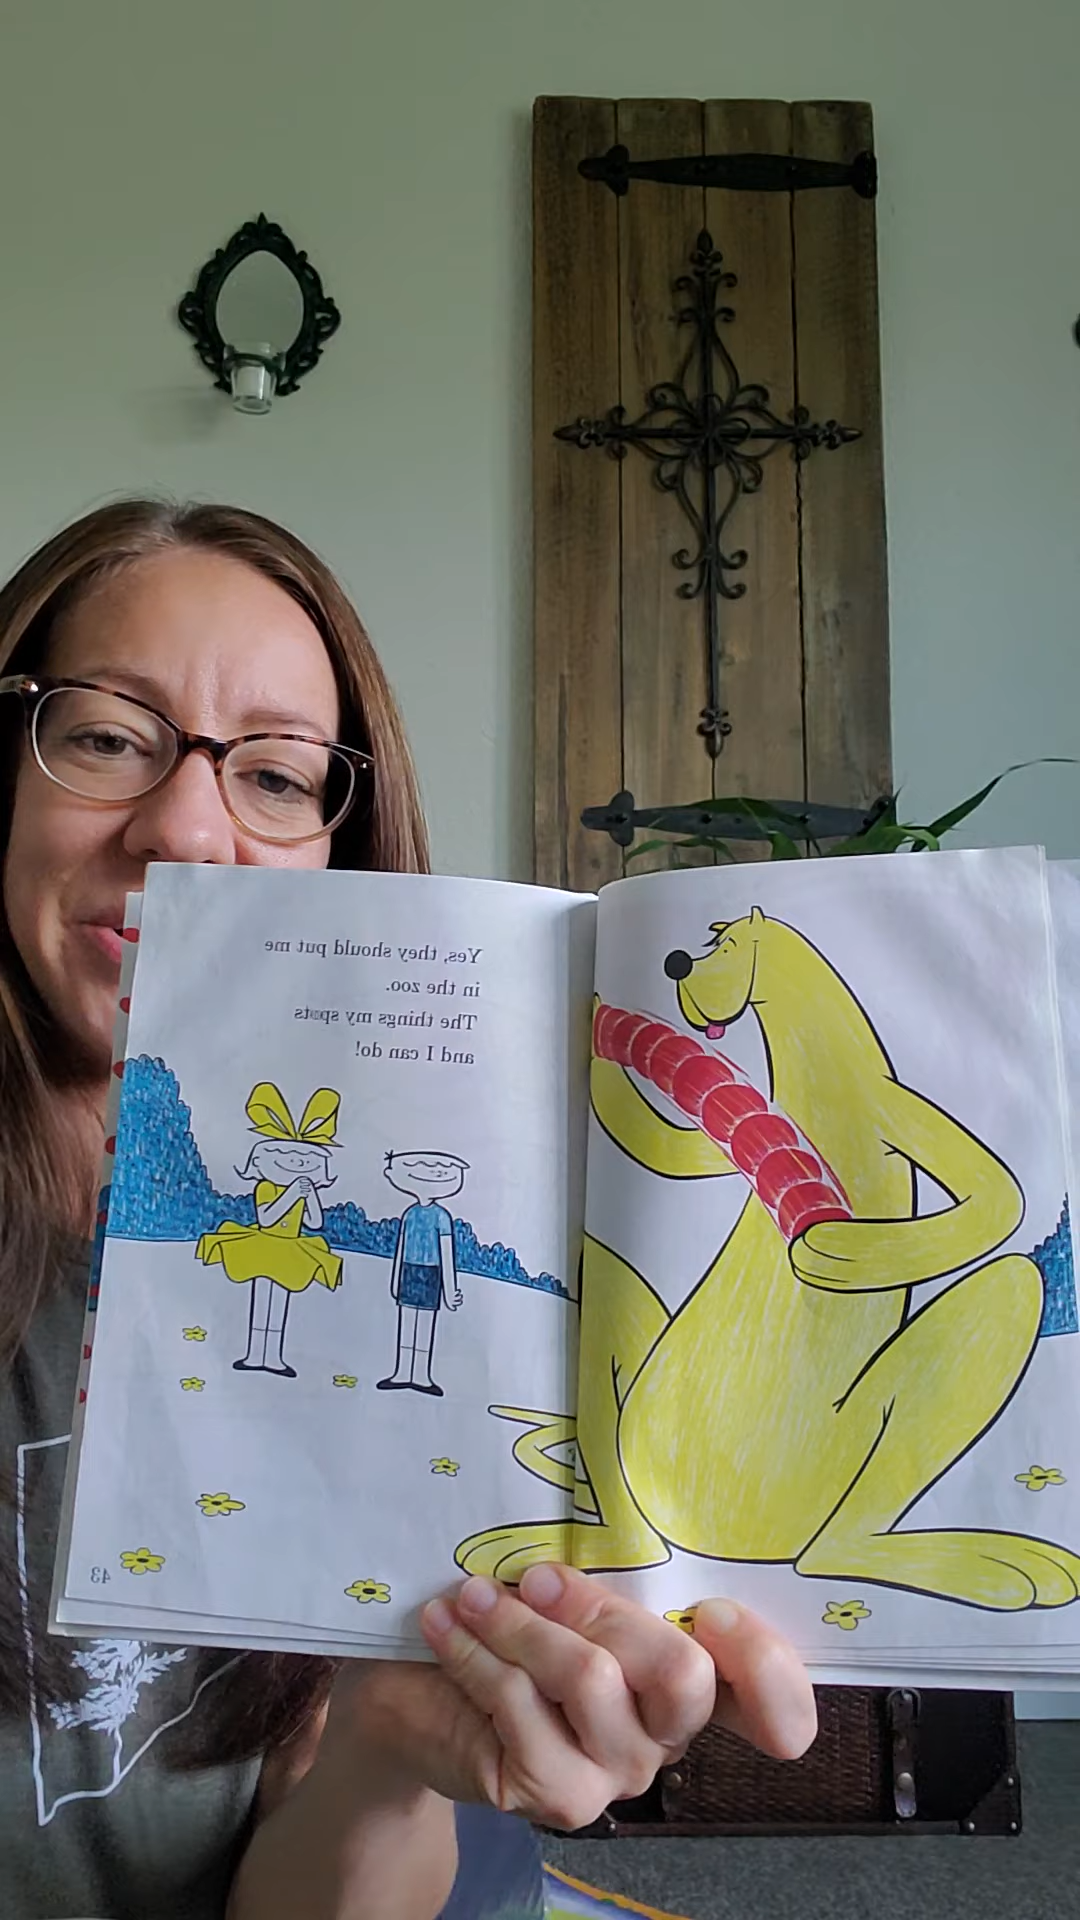 Yes, they should put me
in the zoo.
The things my spots
and I can do!
43